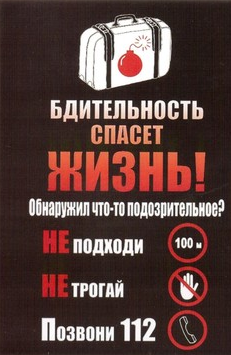 БДИТЕЛЬНОСТЬ
СПАСЕТ
ЖИЗНЬ!
Обнаружил что-то подозрительное?
НЕ ПОДХОДИ
100 м
НЕ ТРОГАЙ
Позвони 112